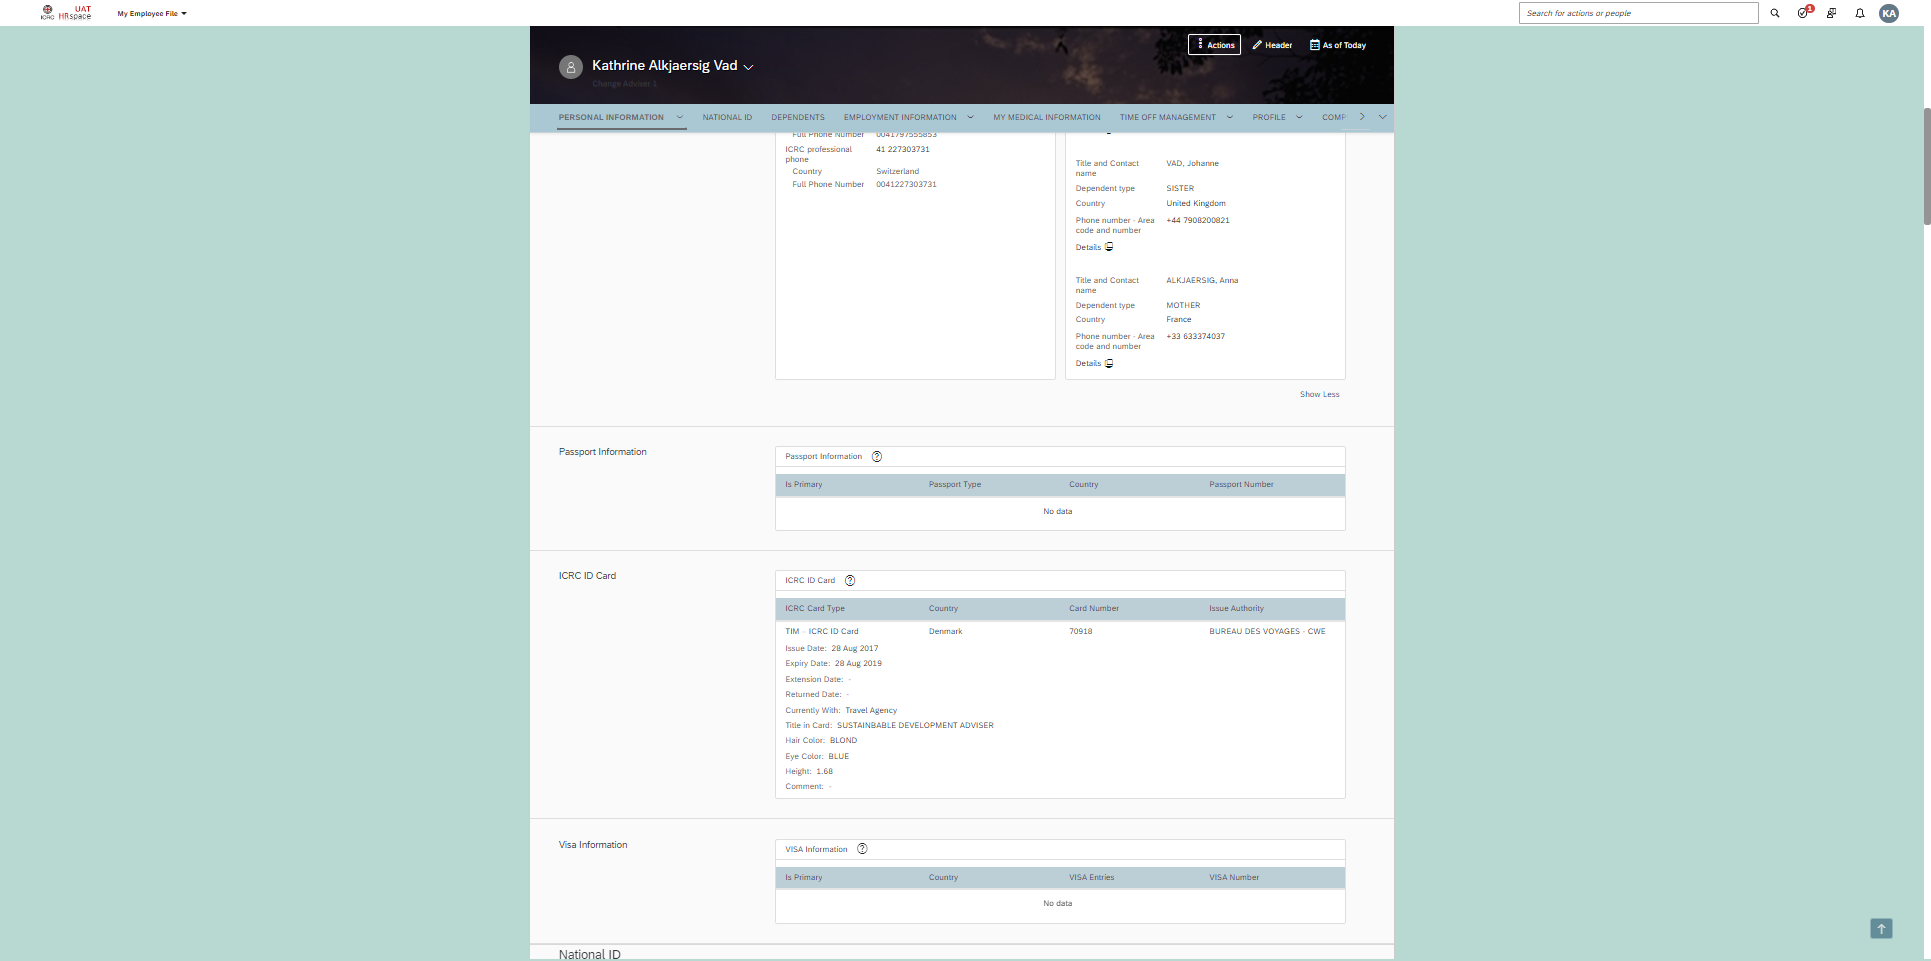 ICRC
UAT
HRspace
My Employee File
Search for actions or people
1
KA
Actions
Header
As of Today
Kathrine Alkjaersig Vad
Change Adviser 1
PERSONAL INFORMATION
NATIONAL ID
DEPENDENTS
EMPLOYMENT INFORMATION
MY MEDICAL INFORMATION
TIME OFF MANAGEMENT
PROFILE
COMP
Full Phone Number 0041797555853
ICRC professional phone 41 227303731
Country Switzerland
Full Phone Number 0041227303731
Title and Contact name VAD, Johanne
Dependent type SISTER
Country United Kingdom
Phone number - Area code and number +44 7908200821
Details
Title and Contact name ALKJAERSIG, Anna
Dependent type MOTHER
Country France
Phone number - Area code and number +33 633374037
Details
Show Less
Passport Information
Passport Information ?
Is Primary Passport Type Country Passport Number
No data
ICRC ID Card
ICRC ID Card ?
ICRC Card Type Country Card Number Issue Authority
TIM - ICRC ID Card Denmark 70918 BUREAU DES VOYAGES - CWE
Issue Date: 28 Aug 2017
Expiry Date: 28 Aug 2019
Extension Date: -
Returned Date: -
Currently With: Travel Agency
Title in Card: SUSTAINBABLE DEVELOPMENT ADVISER
Hair Color: BLOND
Eye Color: BLUE
Height: 1.68
Comment: -
Visa Information
VISA Information ?
Is Primary Country VISA Entries VISA Number
No data
National ID